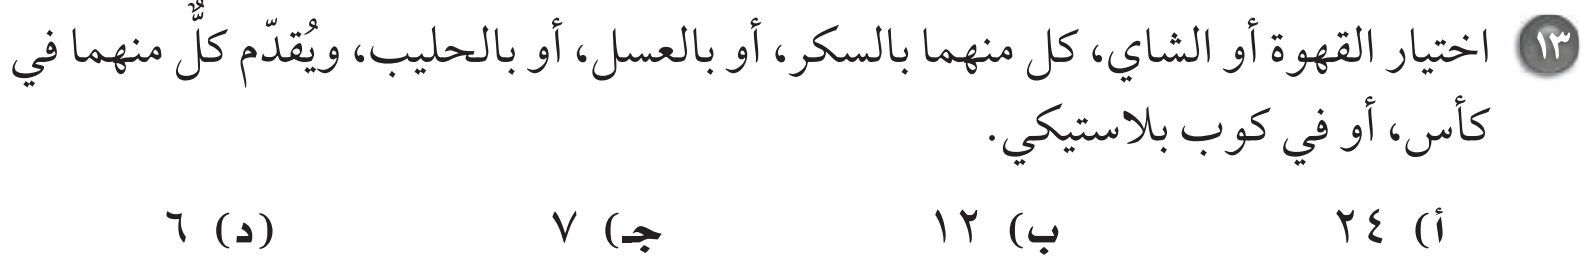 ١٣ اختيار القهوة أو الشاي، كل منهما بالسكر، أو بالعسل، أو بالحليب، ويُقدّم كلٌّ منهما في
كأس، أو في كوب بلاستيكي.
أ) ٢٤ ب) ١٢ جـ) ٧ (د) ٦